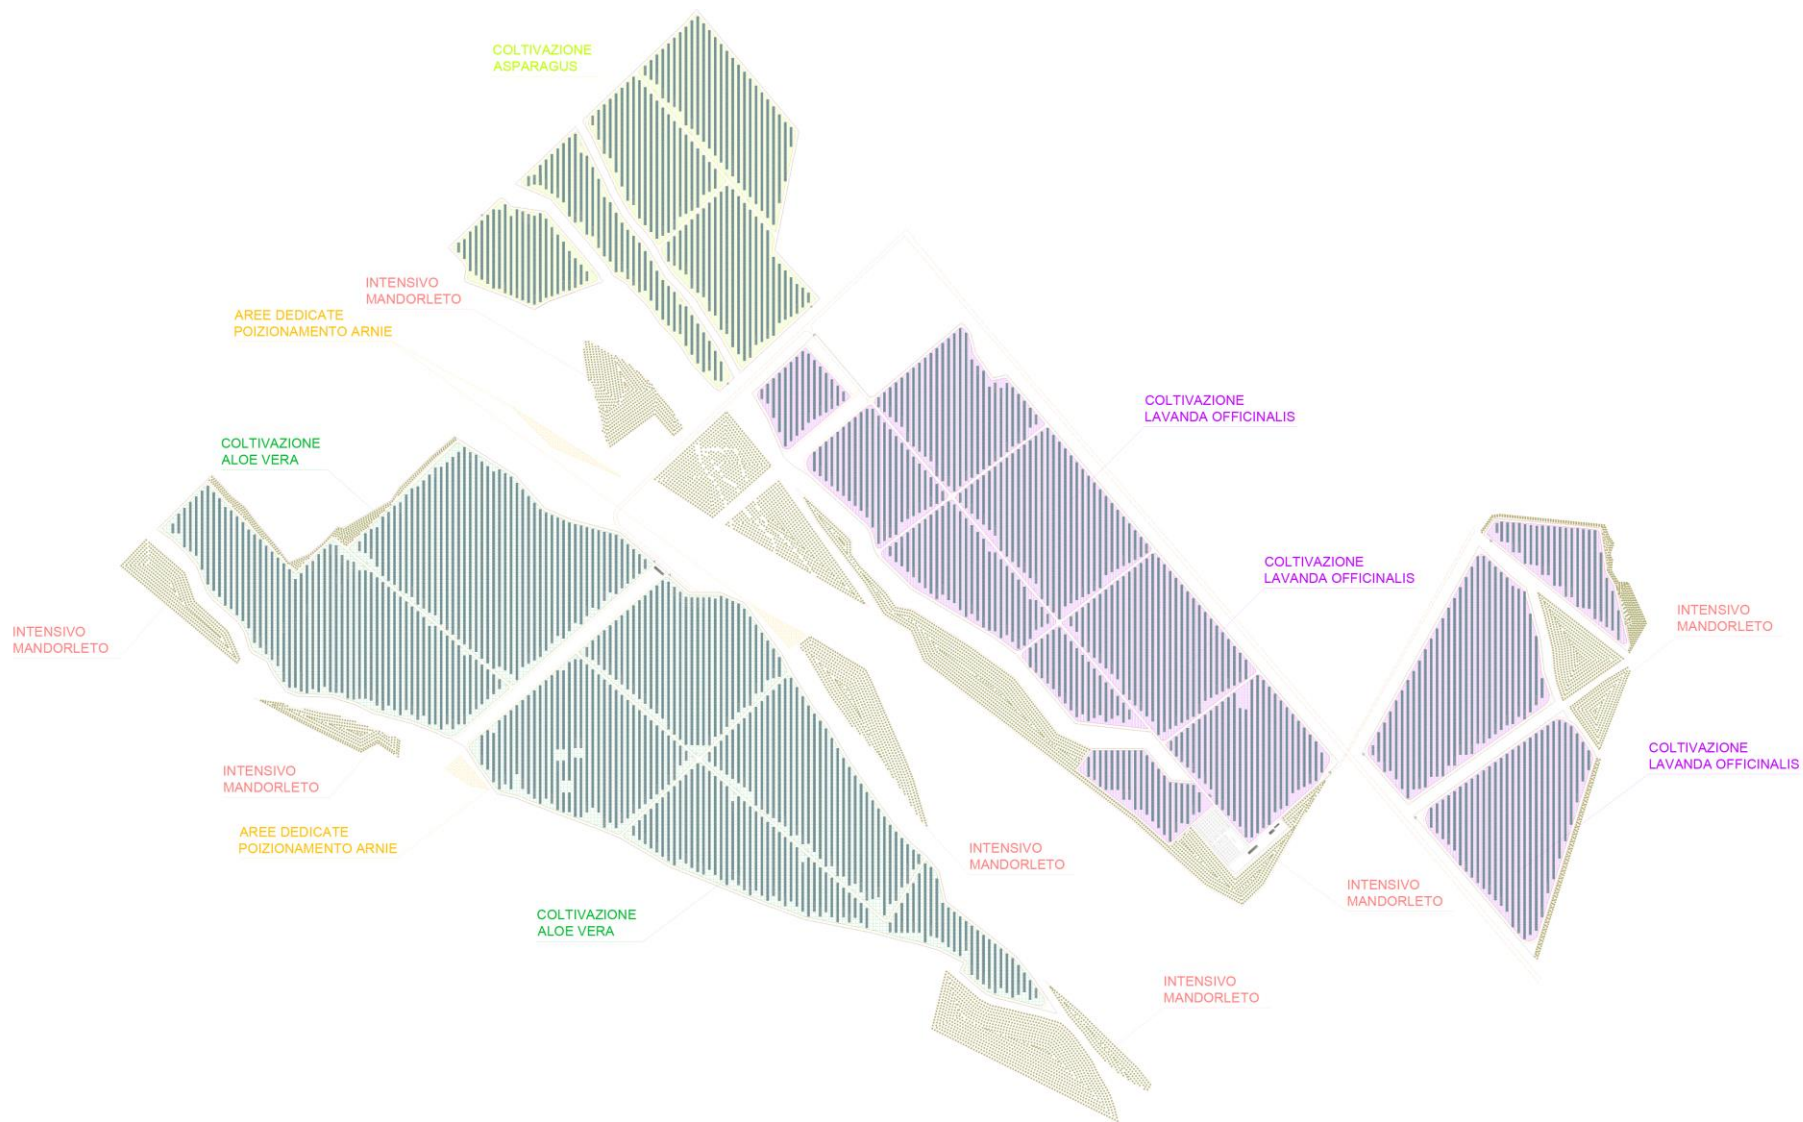 COLTIVAZIONE
ASPARAGUS
INTENSIVO
MANDORLETO
AREE DEDICATE
POIZIONAMENTO ARNIE
COLTIVAZIONE
LAVANDA OFFICINALIS
COLTIVAZIONE
ALOE VERA
COLTIVAZIONE
LAVANDA OFFICINALIS
INTENSIVO
MANDORLETO
INTENSIVO
MANDORLETO
COLTIVAZIONE
LAVANDA OFFICINALIS
INTENSIVO
MANDORLETO
AREE DEDICATE
POIZIONAMENTO ARNIE
INTENSIVO
MANDORLETO
INTENSIVO
MANDORLETO
COLTIVAZIONE
ALOE VERA
INTENSIVO
MANDORLETO